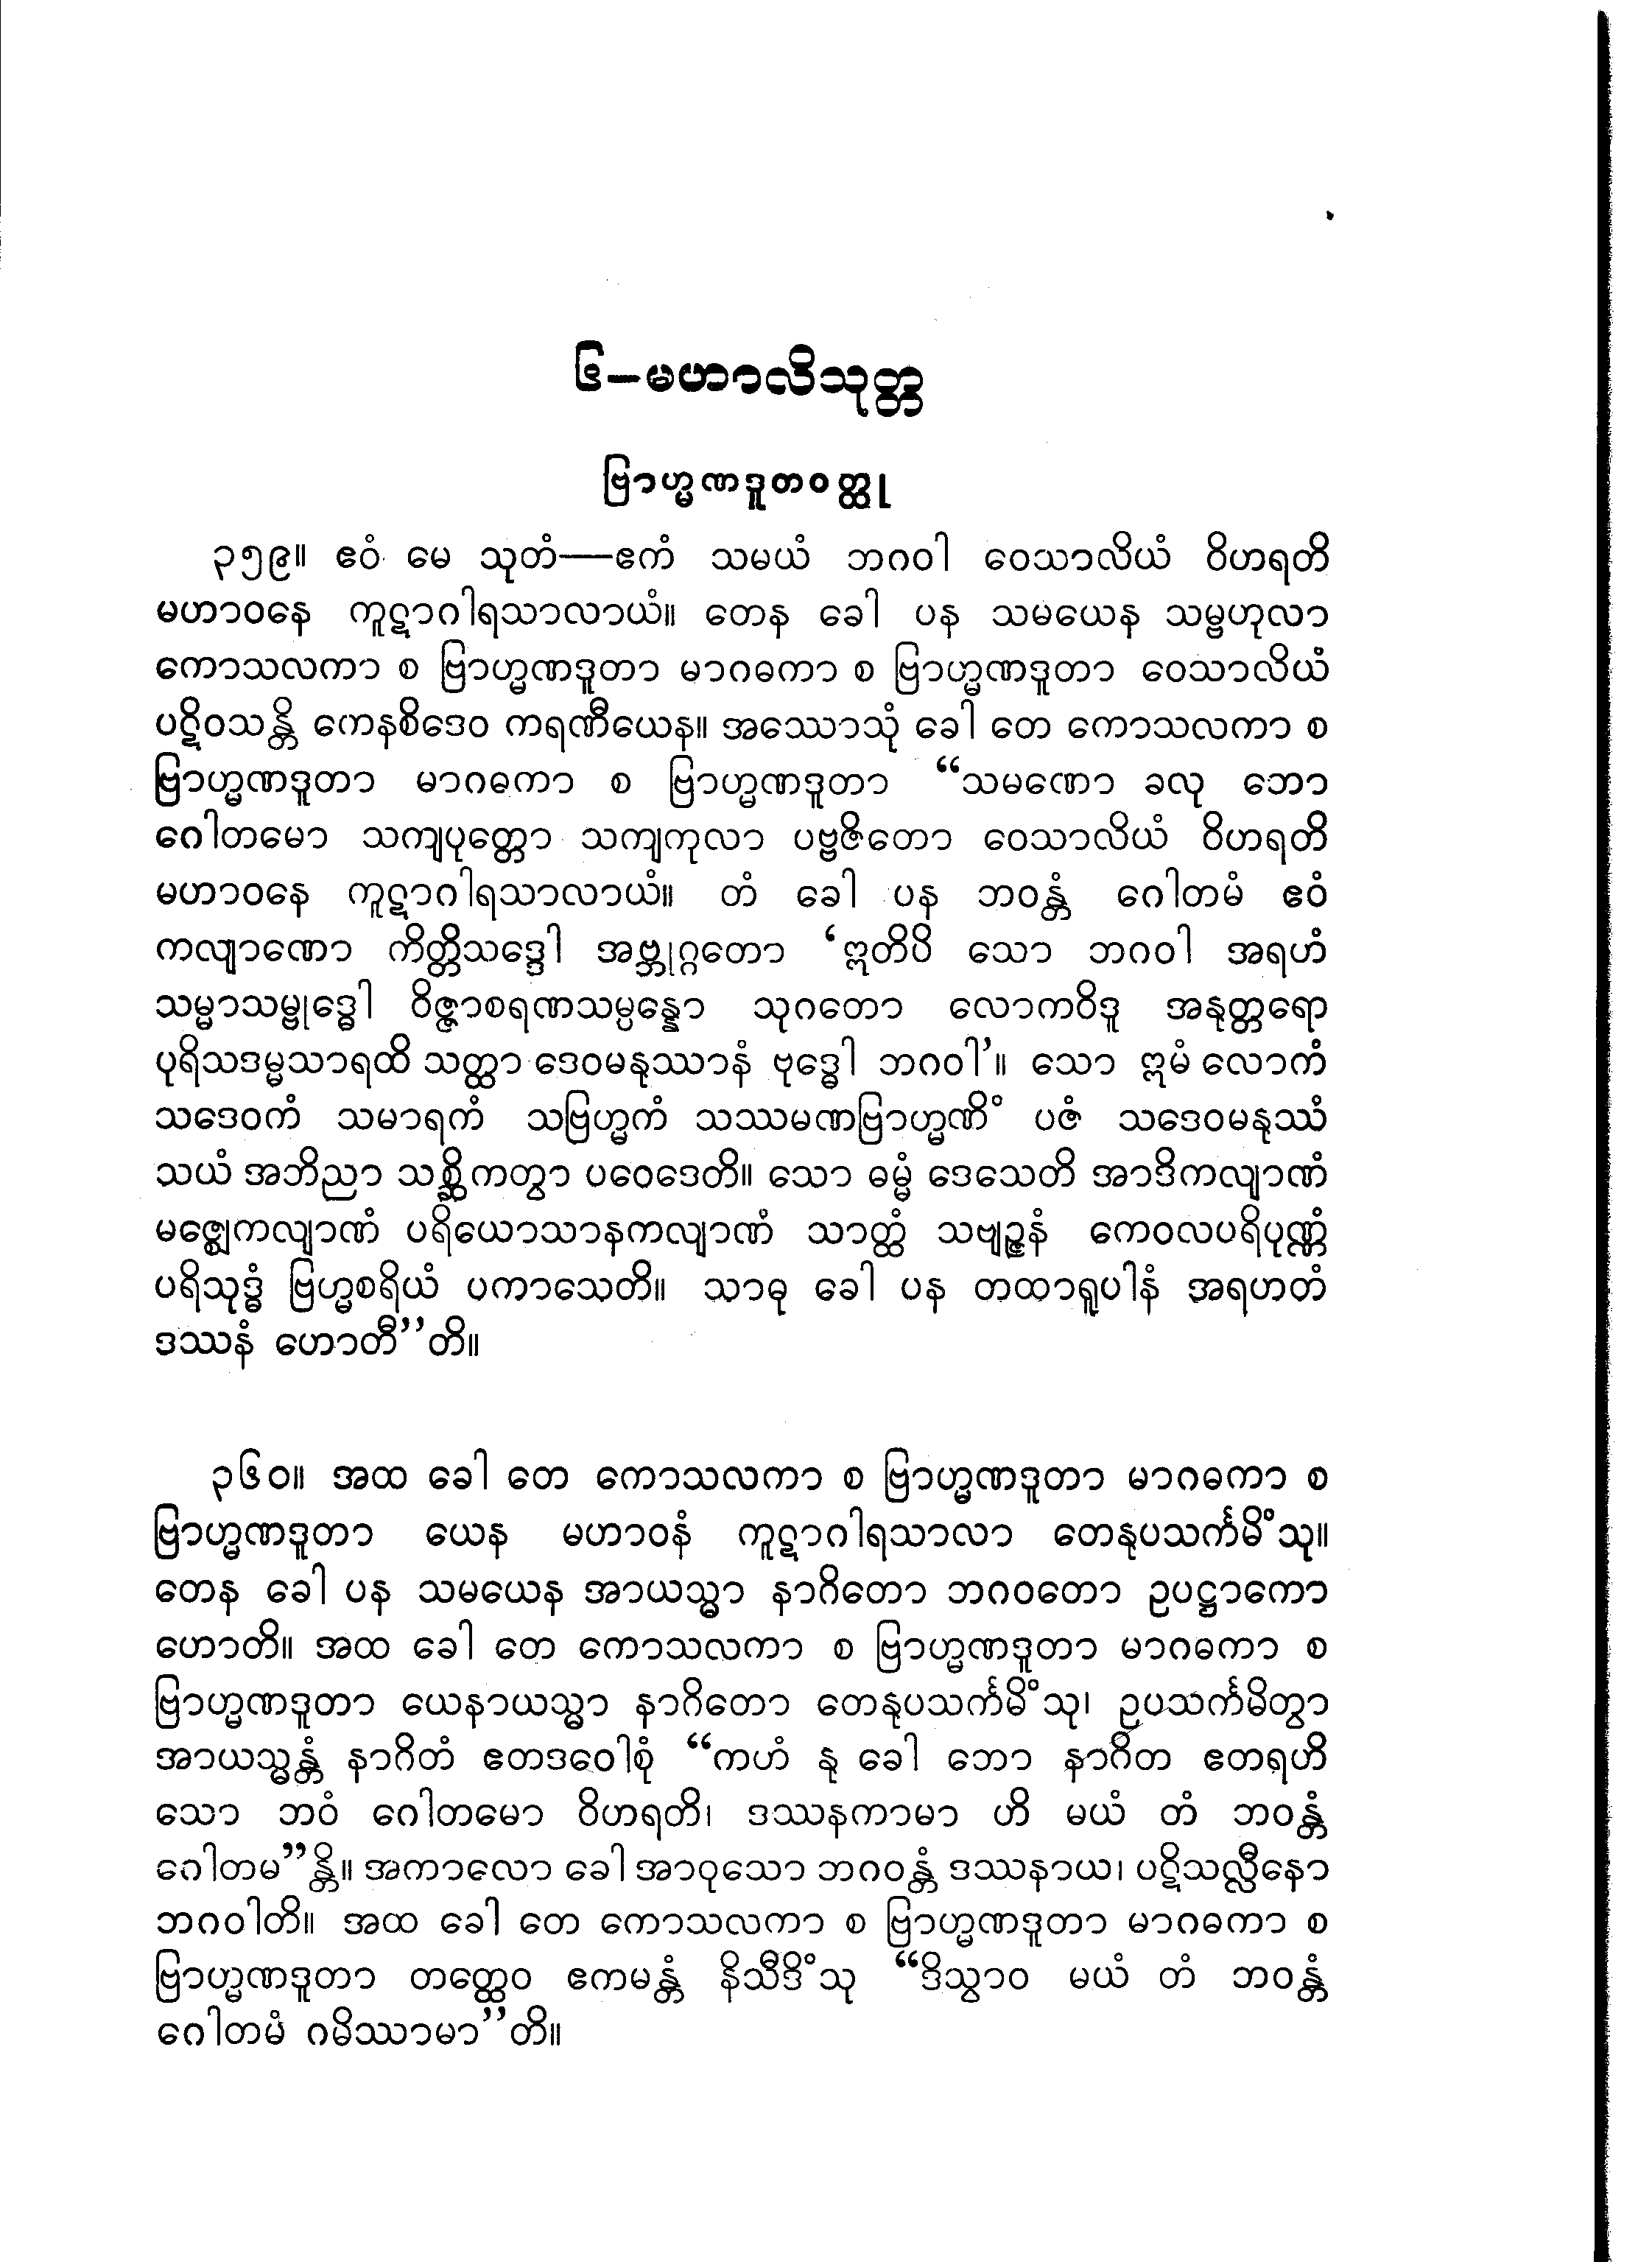 ၆–မဟာလိသုတ္တ
ဗြာဟ္မဏဒူတဝတ္ထု
၃၅၉။ ဧဝံ မေ သုတံ—ဧကံ သမယံ ဘဂဝါ ဝေသာလိယံ ဝိဟရတိ
မဟာဝနေ ကူဋာဂါရသာလာယံ။ တေန ခေါ ပန သမယေန သမ္ဗဟုလာ
ကောသလကာ စ ဗြာဟ္မဏဒူတာ မာဂဓကာ စ ဗြာဟ္မဏဒူတာ ဝေသာလိယံ
ပဋိဝသန္တိ ကေနစိဒေဝ ကရဏီယေန။ အဿောသုံ ခေါ တေ ကောသလကာ စ
ဗြာဟ္မဏဒူတာ မာဂဓကာ စ ဗြာဟ္မဏဒူတာ “သမဏော ခလု ဘော
ဂေါတမော သကျပုတ္တော သကျကုလာ ပဗ္ဗဇိတော ဝေသာလိယံ ဝိဟရတိ
မဟာဝနေ ကူဋာဂါရသာလာယံ။ တံ ခေါ ပန ဘဝန္တံ ဂေါတမံ ဧဝံ
ကလျာဏော ကိတ္တိသဒ္ဒေါ အဗ္ဘုဂ္ဂတော ‘ဣတိပိ သော ဘဂဝါ အရဟံ
သမ္မာသမ္ဗုဒ္ဓေါ ဝိဇ္ဇာစရဏသမ္ပန္နော သုဂတော လောကဝိဒူ အနုတ္တရော
ပုရိသဒမ္မသာရထိ သတ္ထာ ဒေဝမနုဿာနံ ဗုဒ္ဓေါ ဘဂဝါ’။ သော ဣမံ လောကံ
သဒေဝကံ သမာရကံ သဗြဟ္မကံ သဿမဏဗြာဟ္မဏိံ ပဇံ သဒေဝမနုဿံ
သယံ အဘိညာ သစ္ဆိကတွာ ပဝေဒေတိ။ သော ဓမ္မံ ဒေသေတိ အာဒိကလျာဏံ
မဇ္ဈေကလျာဏံ ပရိယောသာနကလျာဏံ သာတ္ထံ သဗျဉ္ဇနံ ကေဝလပရိပုဏ္ဏံ
ပရိသုဒ္ဓံ ဗြဟ္မစရိယံ ပကာသေတိ။ သာဓု ခေါ ပန တထာရူပါနံ အရဟတံ
ဒဿနံ ဟောတီ”တိ။
၃၆၀။ အထ ခေါ တေ ကောသလကာ စ ဗြာဟ္မဏဒူတာ မာဂဓကာ စ
ဗြာဟ္မဏဒူတာ ယေန မဟာဝနံ ကူဋာဂါရသာလာ တေနုပသင်္ကမိံသု။
တေန ခေါ ပန သမယေန အာယသ္မာ နာဂိတော ဘဂဝတော ဥပဋ္ဌာကော
ဟောတိ။ အထ ခေါ တေ ကောသလကာ စ ဗြာဟ္မဏဒူတာ မာဂဓကာ စ
ဗြာဟ္မဏဒူတာ ယေနာယသ္မာ နာဂိတော တေနုပသင်္ကမိံသု၊ ဥပသင်္ကမိတွာ
အာယသ္မန္တံ နာဂိတံ ဧတဒဝေါစုံ “ကဟံ နု ခေါ ဘော နာဂိတ ဧတရဟိ
သော ဘဝံ ဂေါတမော ဝိဟရတိ၊ ဒဿနကာမာ ဟိ မယံ တံ ဘဝန္တံ
ဂေါတမ”န္တိ။ အကာလော ခေါ အာဝုသော ဘဂဝန္တံ ဒဿနာယ၊ ပဋိသလ္လီနော
ဘဂဝါတိ။ အထ ခေါ တေ ကောသလကာ စ ဗြာဟ္မဏဒူတာ မာဂဓကာ စ
ဗြာဟ္မဏဒူတာ တတ္ထေဝ ဧကမန္တံ နိသီဒိံသု “ဒိသွာဝ မယံ တံ ဘဝန္တံ
ဂေါတမံ ဂမိဿာမာ”တိ။